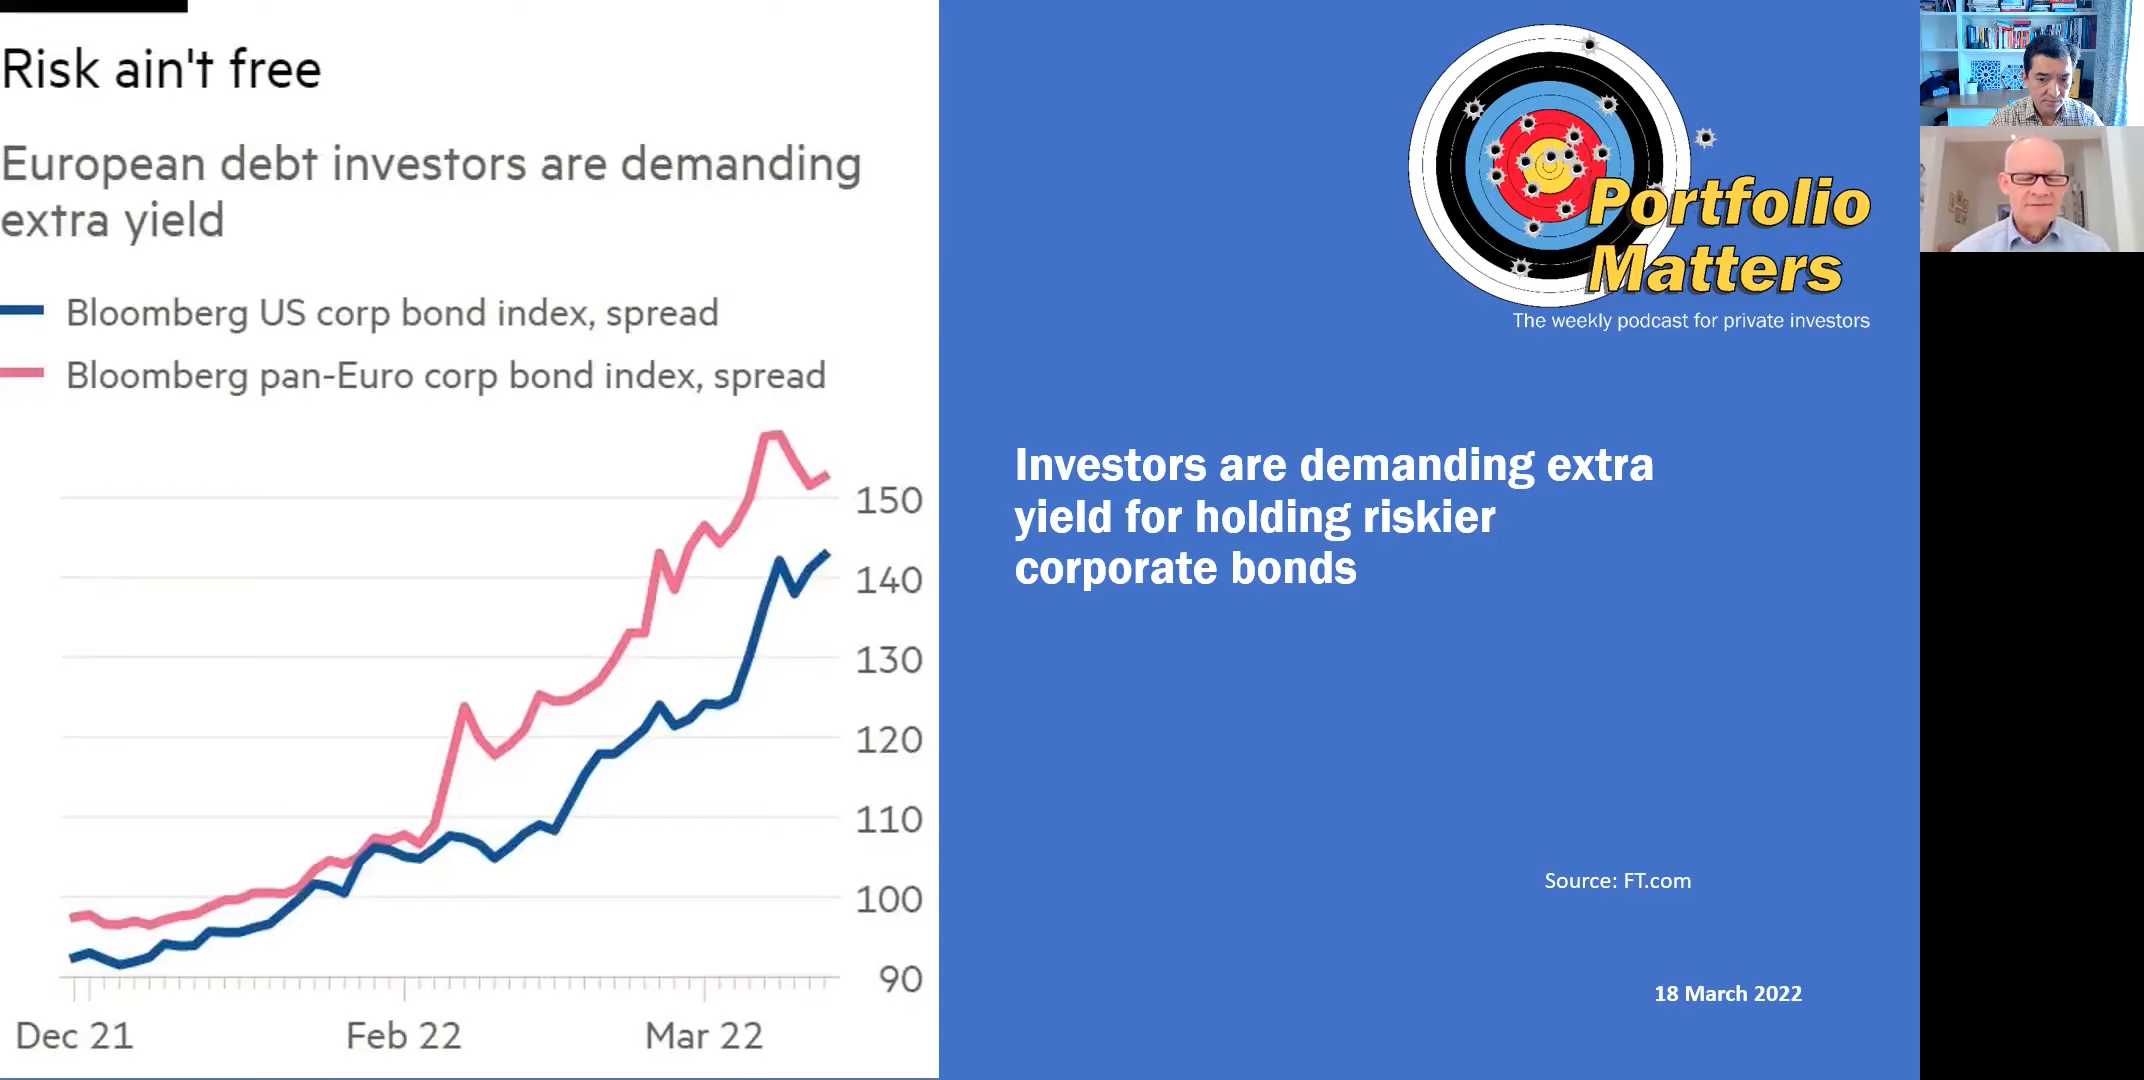 Risk ain't free
European debt investors are demanding
extra yield
Bloomberg US corp bond index, spread
Bloomberg pan-Euro corp bond index, spread
150
140
130
120
110
100
90
Dec 21
Feb 22
Mar 22
Portfolio
Matters
The weekly podcast for private investors
Investors are demanding extra
yield for holding riskier
corporate bonds
Source: FT.com
18 March 2022